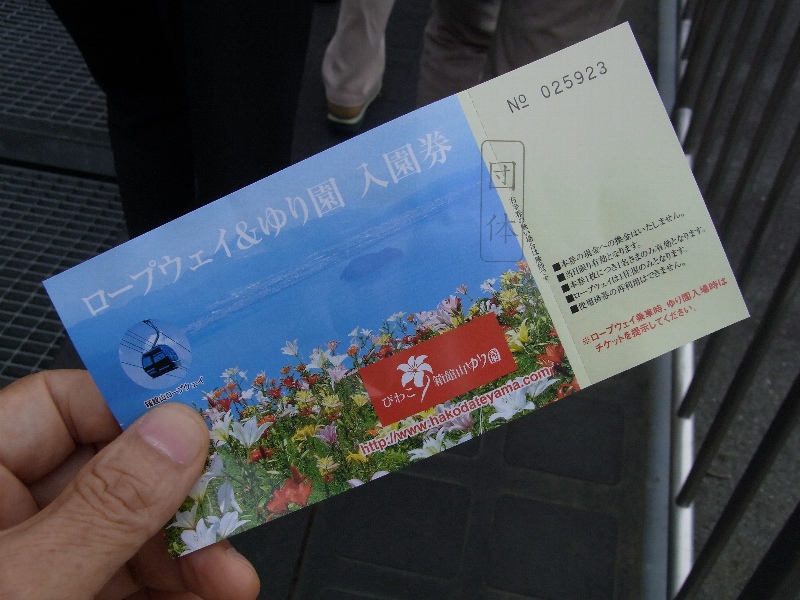 ロープウェイ&ゆり園 入園券
№ 025923
団体
■本券の現金への換金はいたしません。
■当日限り有効となります。
■本券1枚につき1名さまのみ有効となります。
■ロープウェイは1往復のみとなります。
■使用済券の再利用はできません。
※ロープウェイ乗車時、ゆり園入場時は
チケットを提示してください。
びわこ 箱館山ゆり園
http://www.hakodateyama.com/